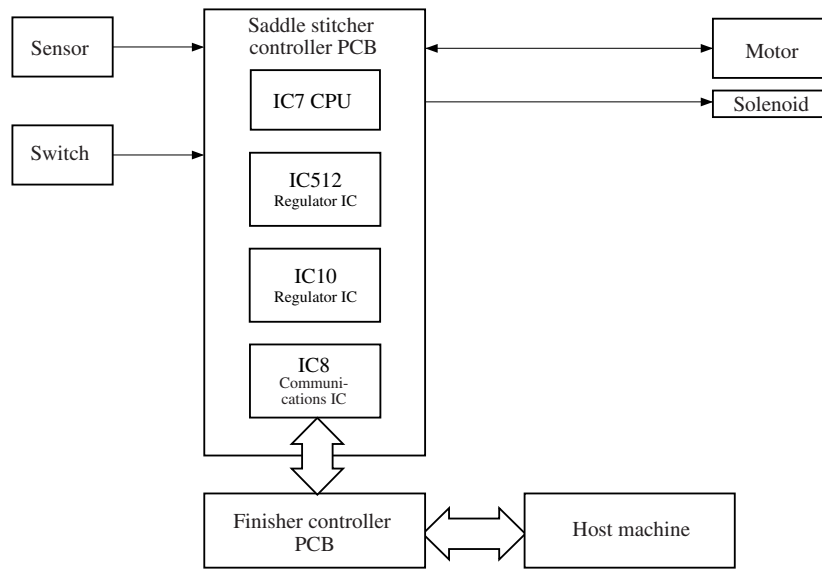 Saddle stitcher
controller PCB
Sensor
Motor
IC7 CPU
Solenoid
Switch
IC512
Regulator IC
IC10
Regulator IC
IC8
Communi-
cations IC
Finisher controller
PCB
Host machine